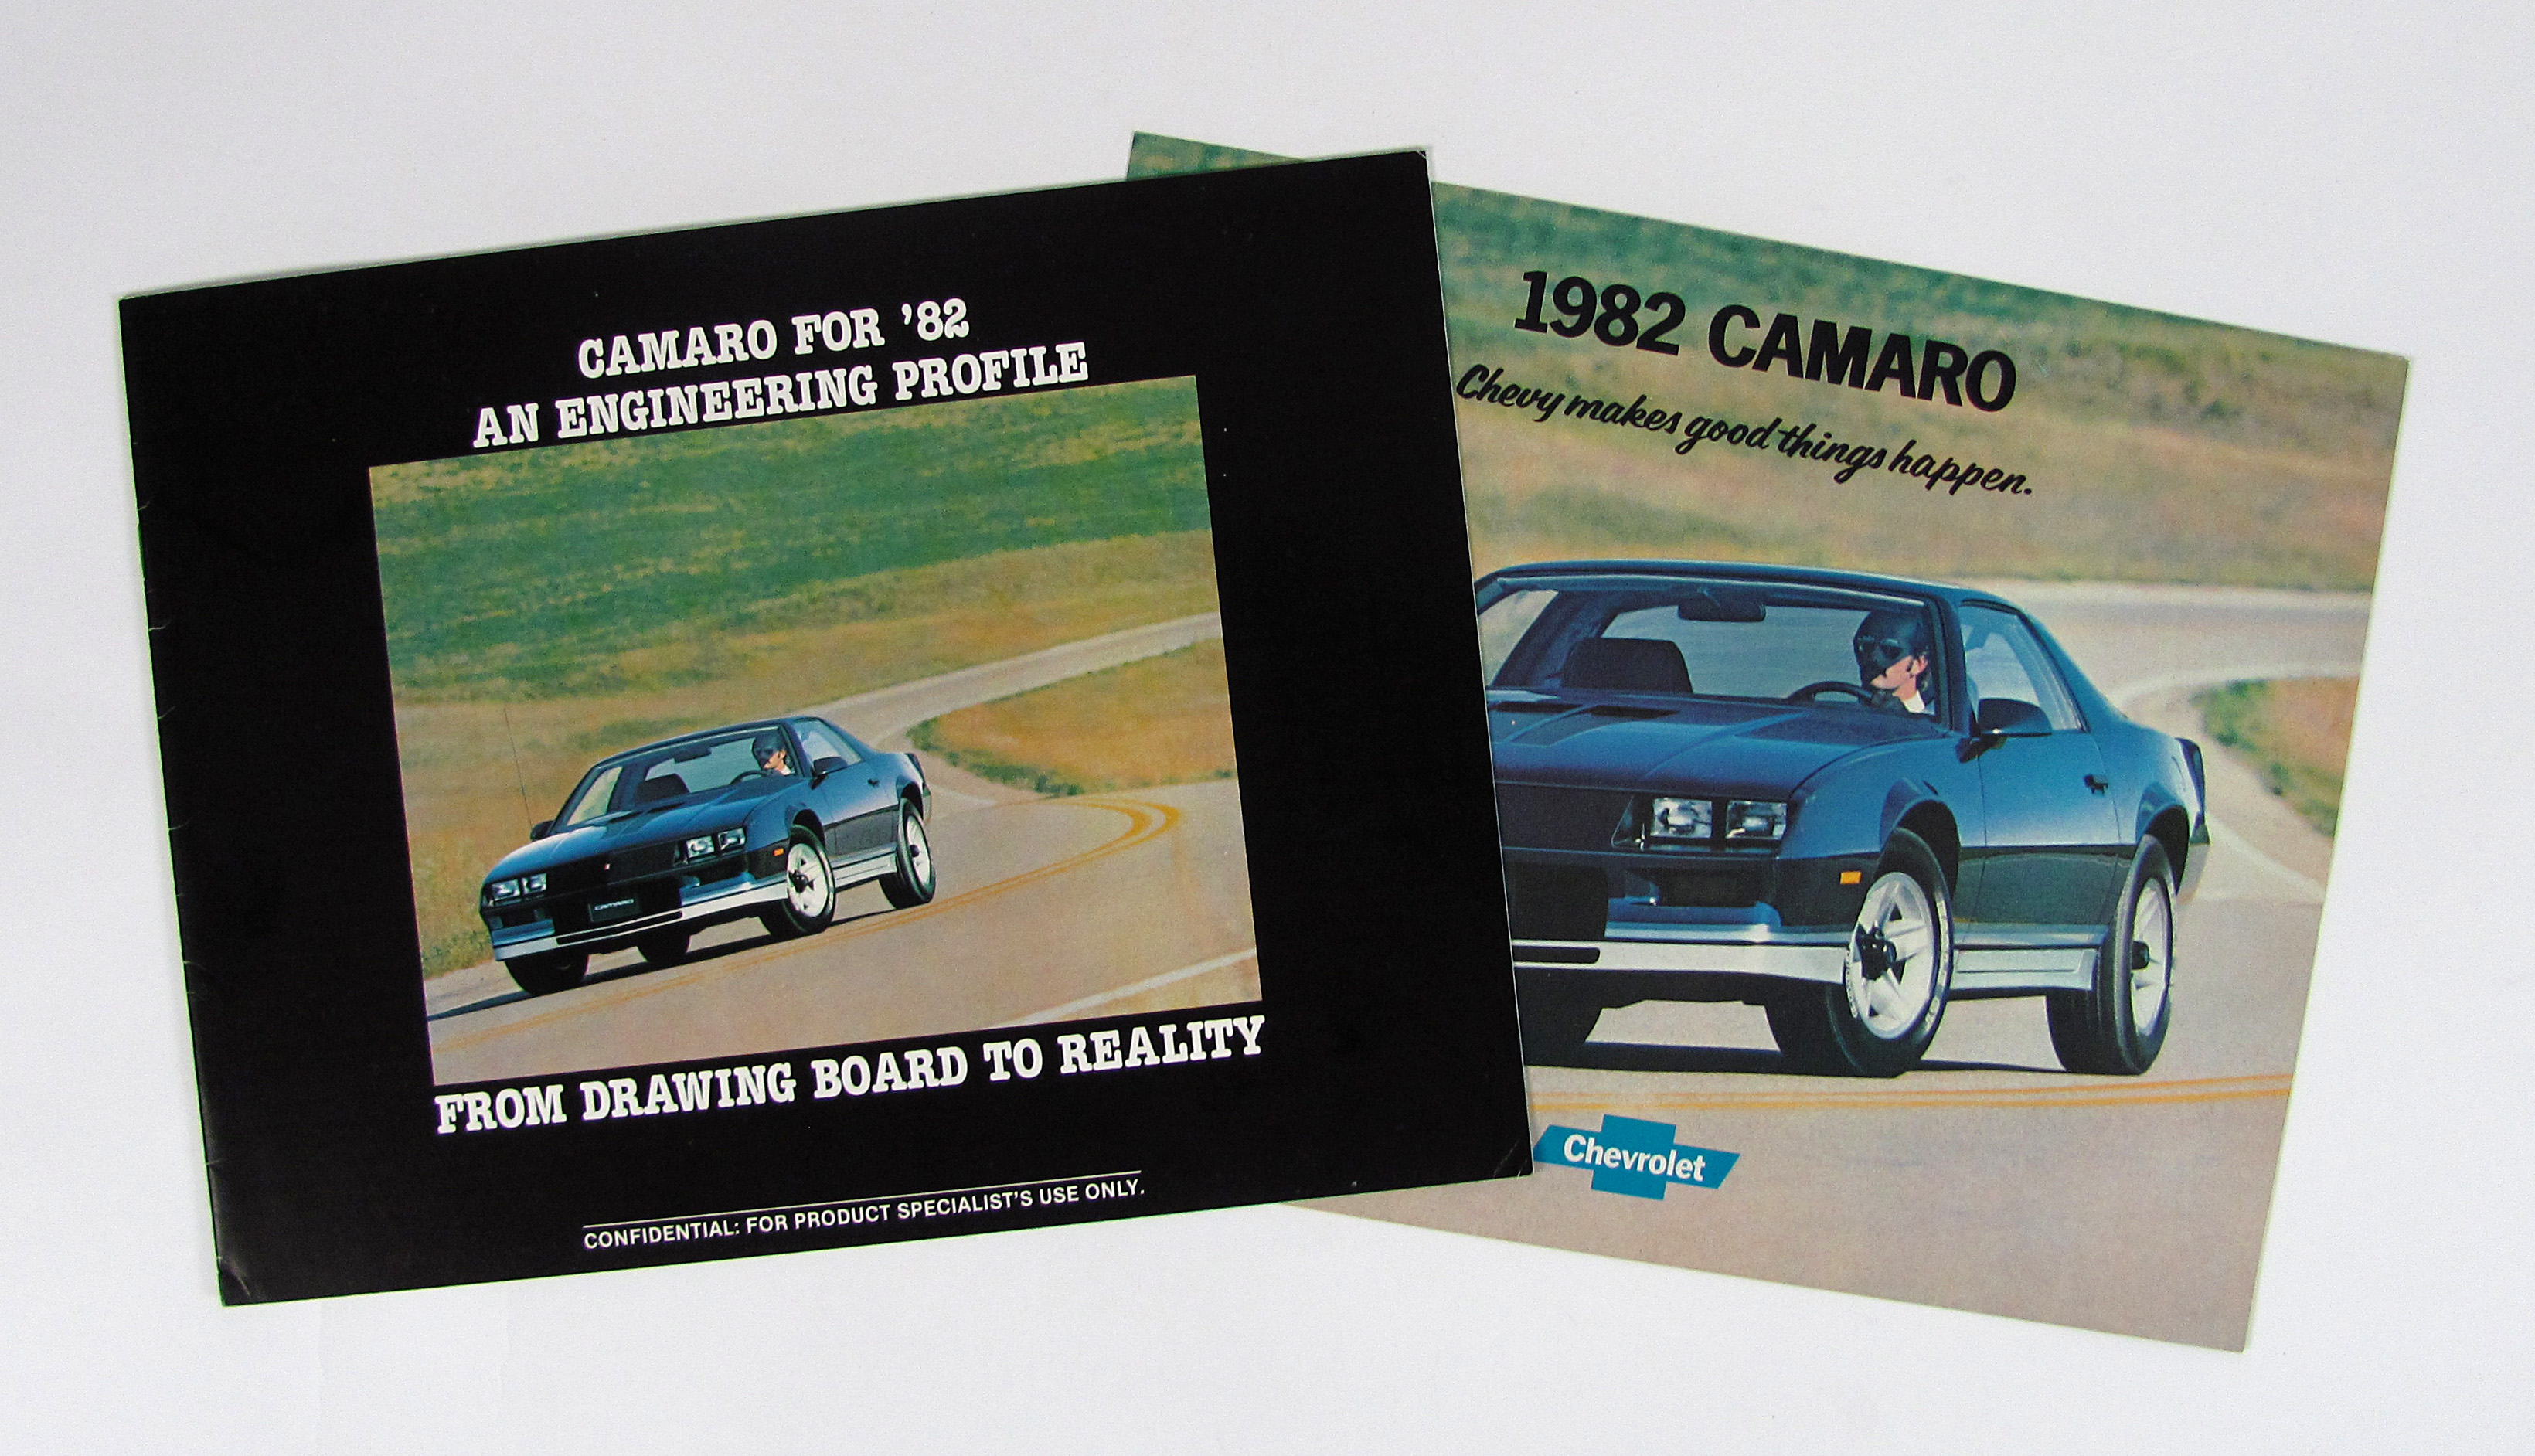 CAMARO FOR '82
AN ENGINEERING PROFILE
CAMARO
FROM DRAWING BOARD TO REALITY
CONFIDENTIAL: FOR PRODUCT SPECIALIST'S USE ONLY.
1982 CAMARO
Chevy makes good things happen.
Chevrolet